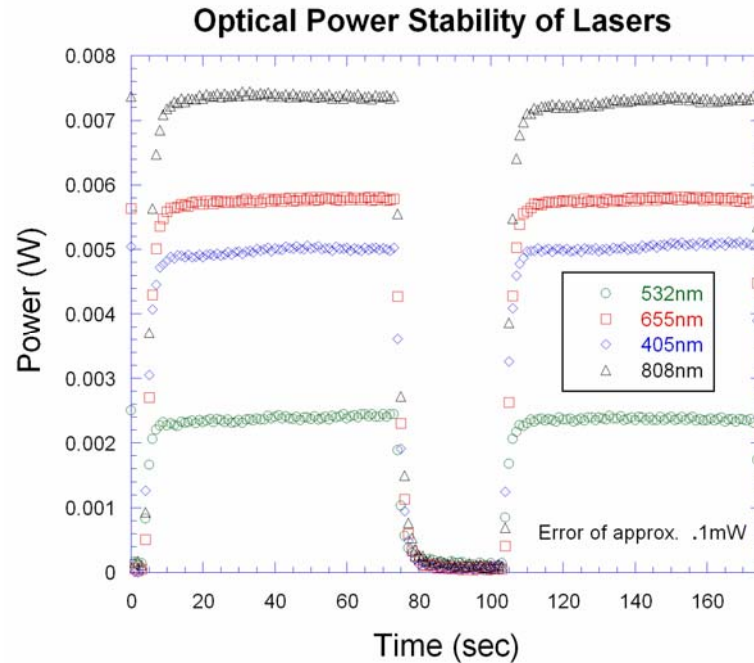 Optical Power Stability of Lasers
0.008
0.007
0.006
0.005
0.004
0.003
0.002
0.001
0
Power (W)
532nm
655nm
405nm
808nm
Error of approx. .1mW
0 20 40 60 80 100 120 140 160
Time (sec)